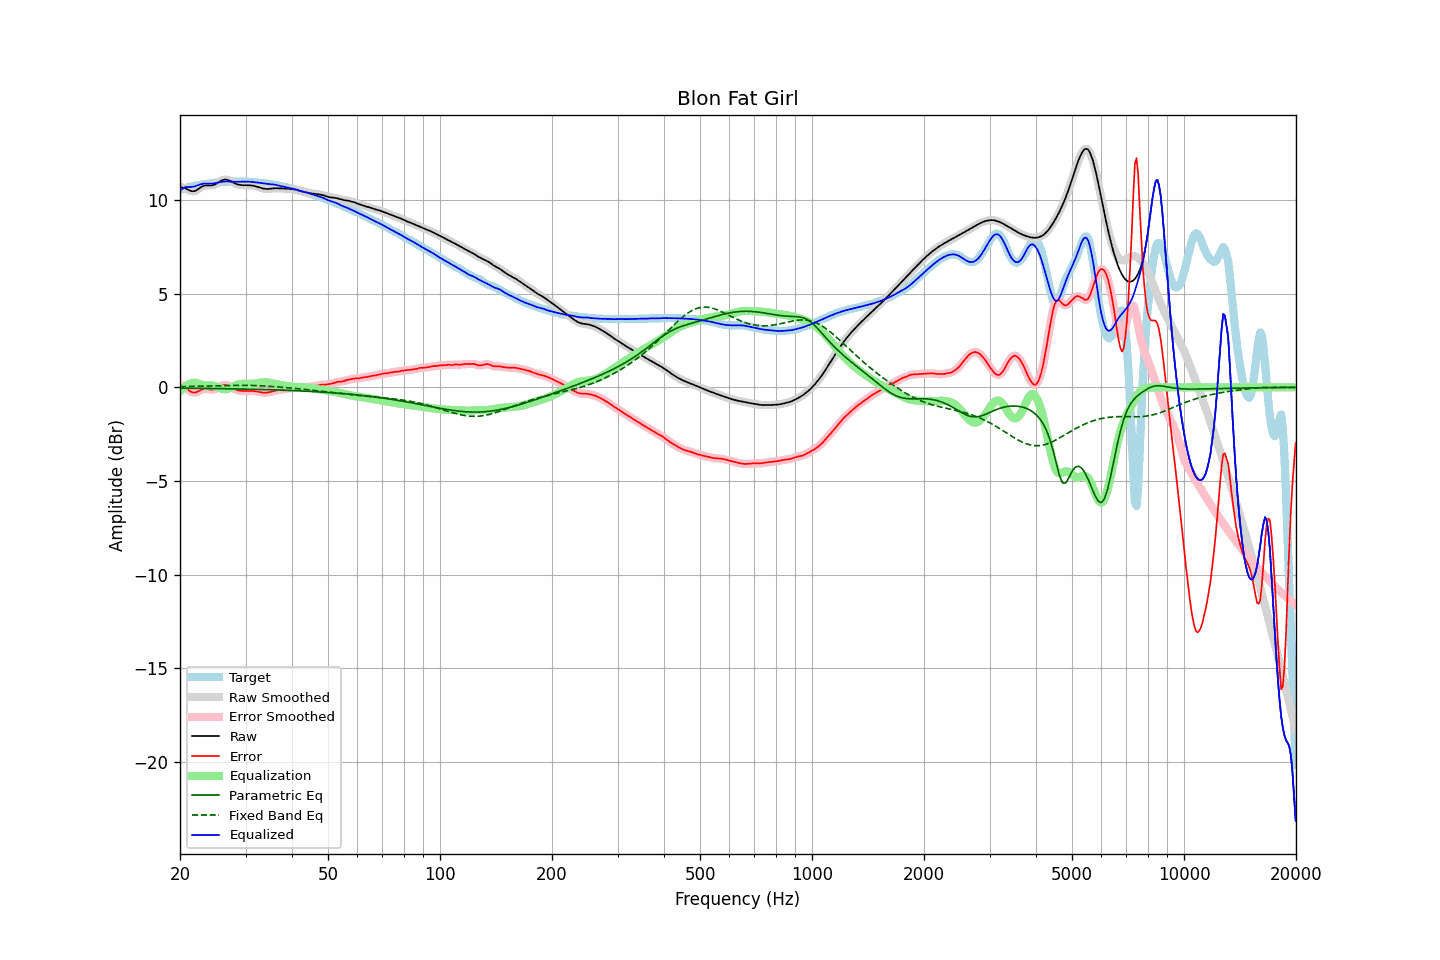 Blon Fat Girl
Amplitude (dBr)
10
5
0
−5
−10
−15
−20
Target
Raw Smoothed
Error Smoothed
Raw
Error
Equalization
Parametric Eq
Fixed Band Eq
Equalized
20 50 100 200 500 1000 2000 5000 10000 20000
Frequency (Hz)